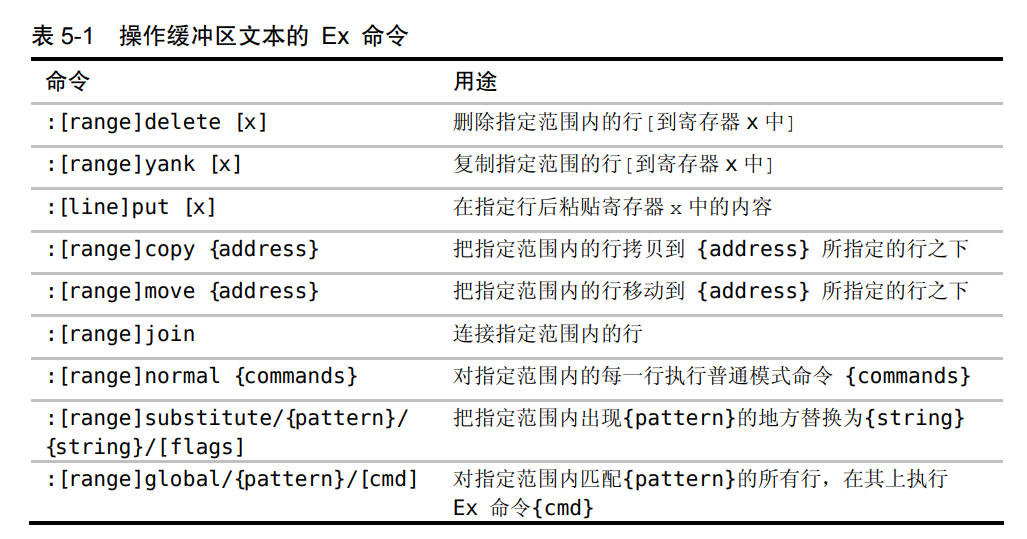 表 5-1 操作缓冲区文本的 Ex 命令
命令 用途
:[range]delete [x] 删除指定范围内的行[到寄存器 x 中]
:[range]yank [x] 复制指定范围的行[到寄存器 x 中]
:[line]put [x] 在指定行后粘贴寄存器 x 中的内容
:[range]copy {address} 把指定范围内的行拷贝到 {address} 所指定的行之下
:[range]move {address} 把指定范围内的行移动到 {address} 所指定的行之下
:[range]join 连接指定范围内的行
:[range]normal {commands} 对指定范围内的每一行执行普通模式命令 {commands}
:[range]substitute/{pattern}/ 把指定范围内出现{pattern}的地方替换为{string}
{string}/[flags]
:[range]global/{pattern}/[cmd] 对指定范围内匹配{pattern}的所有行，在其上执行
Ex 命令{cmd}